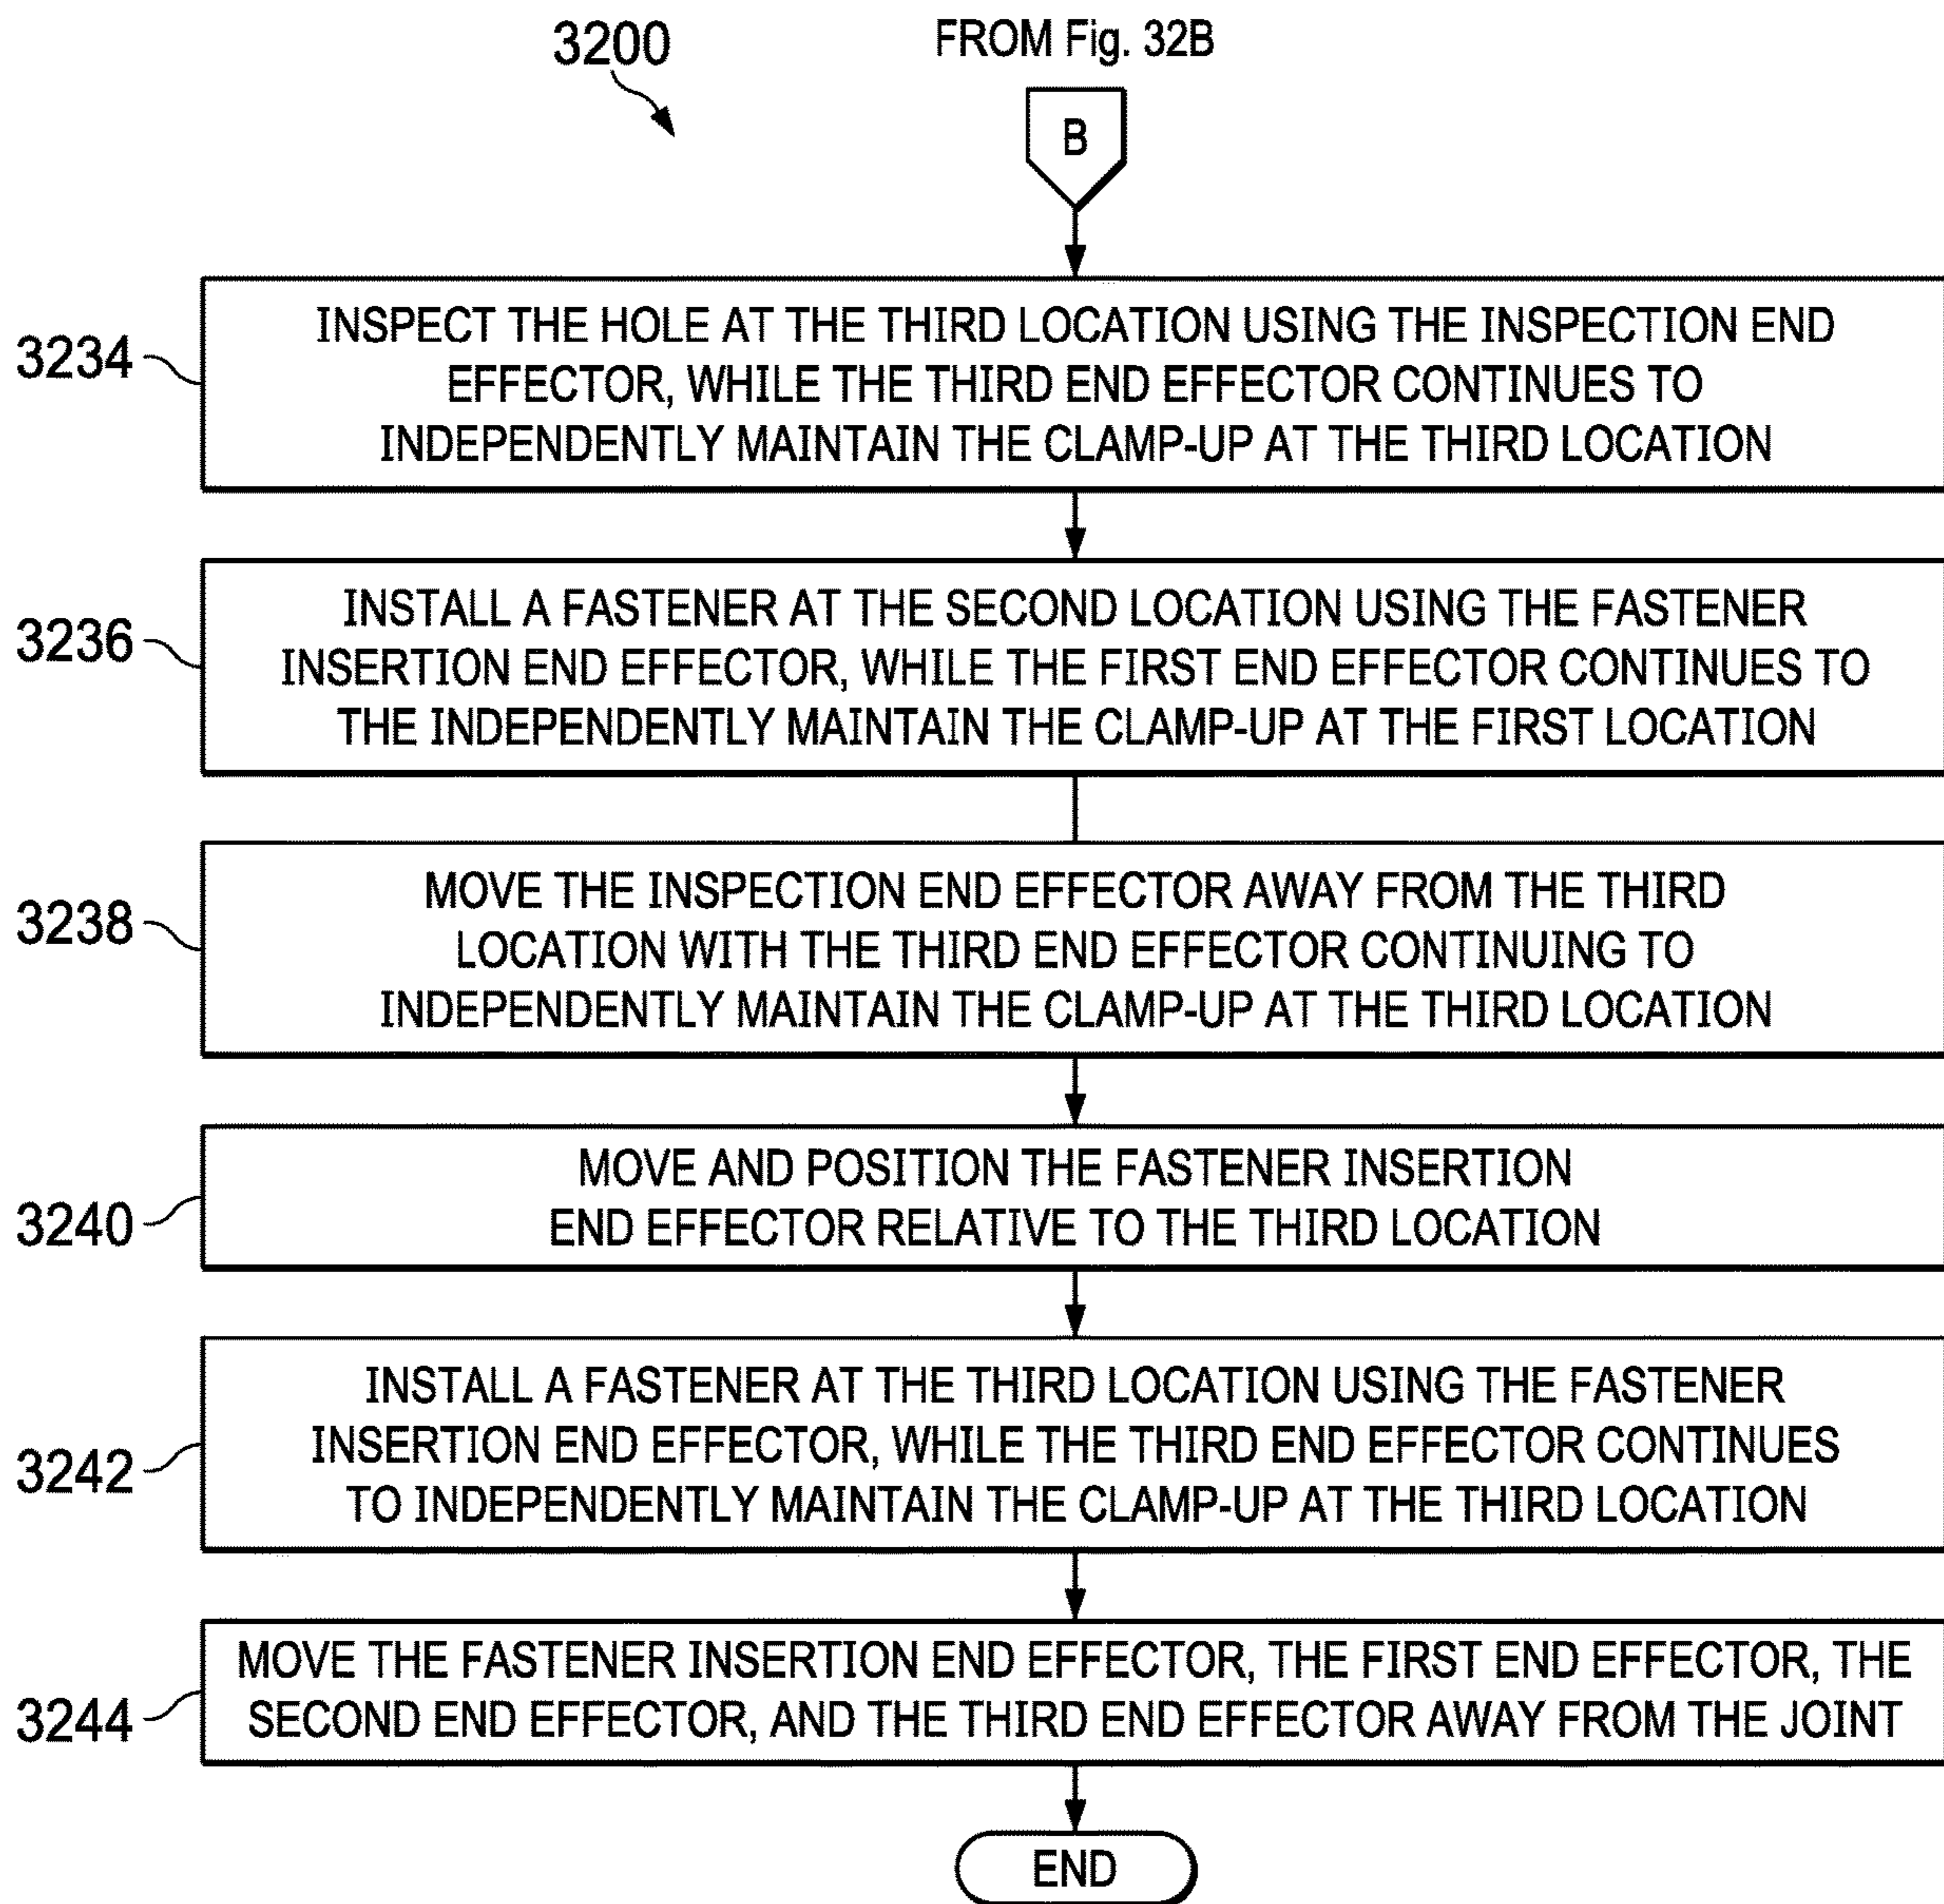 3200
FROM Fig. 32B
B
3234
INSPECT THE HOLE AT THE THIRD LOCATION USING THE INSPECTION END
EFFECTOR, WHILE THE THIRD END EFFECTOR CONTINUES TO
INDEPENDENTLY MAINTAIN THE CLAMP-UP AT THE THIRD LOCATION
3236
INSTALL A FASTENER AT THE SECOND LOCATION USING THE FASTENER
INSERTION END EFFECTOR, WHILE THE FIRST END EFFECTOR CONTINUES TO
THE INDEPENDENTLY MAINTAIN THE CLAMP-UP AT THE FIRST LOCATION
3238
MOVE THE INSPECTION END EFFECTOR AWAY FROM THE THIRD
LOCATION WITH THE THIRD END EFFECTOR CONTINUING TO
INDEPENDENTLY MAINTAIN THE CLAMP-UP AT THE THIRD LOCATION
3240
MOVE AND POSITION THE FASTENER INSERTION
END EFFECTOR RELATIVE TO THE THIRD LOCATION
3242
INSTALL A FASTENER AT THE THIRD LOCATION USING THE FASTENER
INSERTION END EFFECTOR, WHILE THE THIRD END EFFECTOR CONTINUES
TO INDEPENDENTLY MAINTAIN THE CLAMP-UP AT THE THIRD LOCATION
3244
MOVE THE FASTENER INSERTION END EFFECTOR, THE FIRST END EFFECTOR, THE
SECOND END EFFECTOR, AND THE THIRD END EFFECTOR AWAY FROM THE JOINT
END